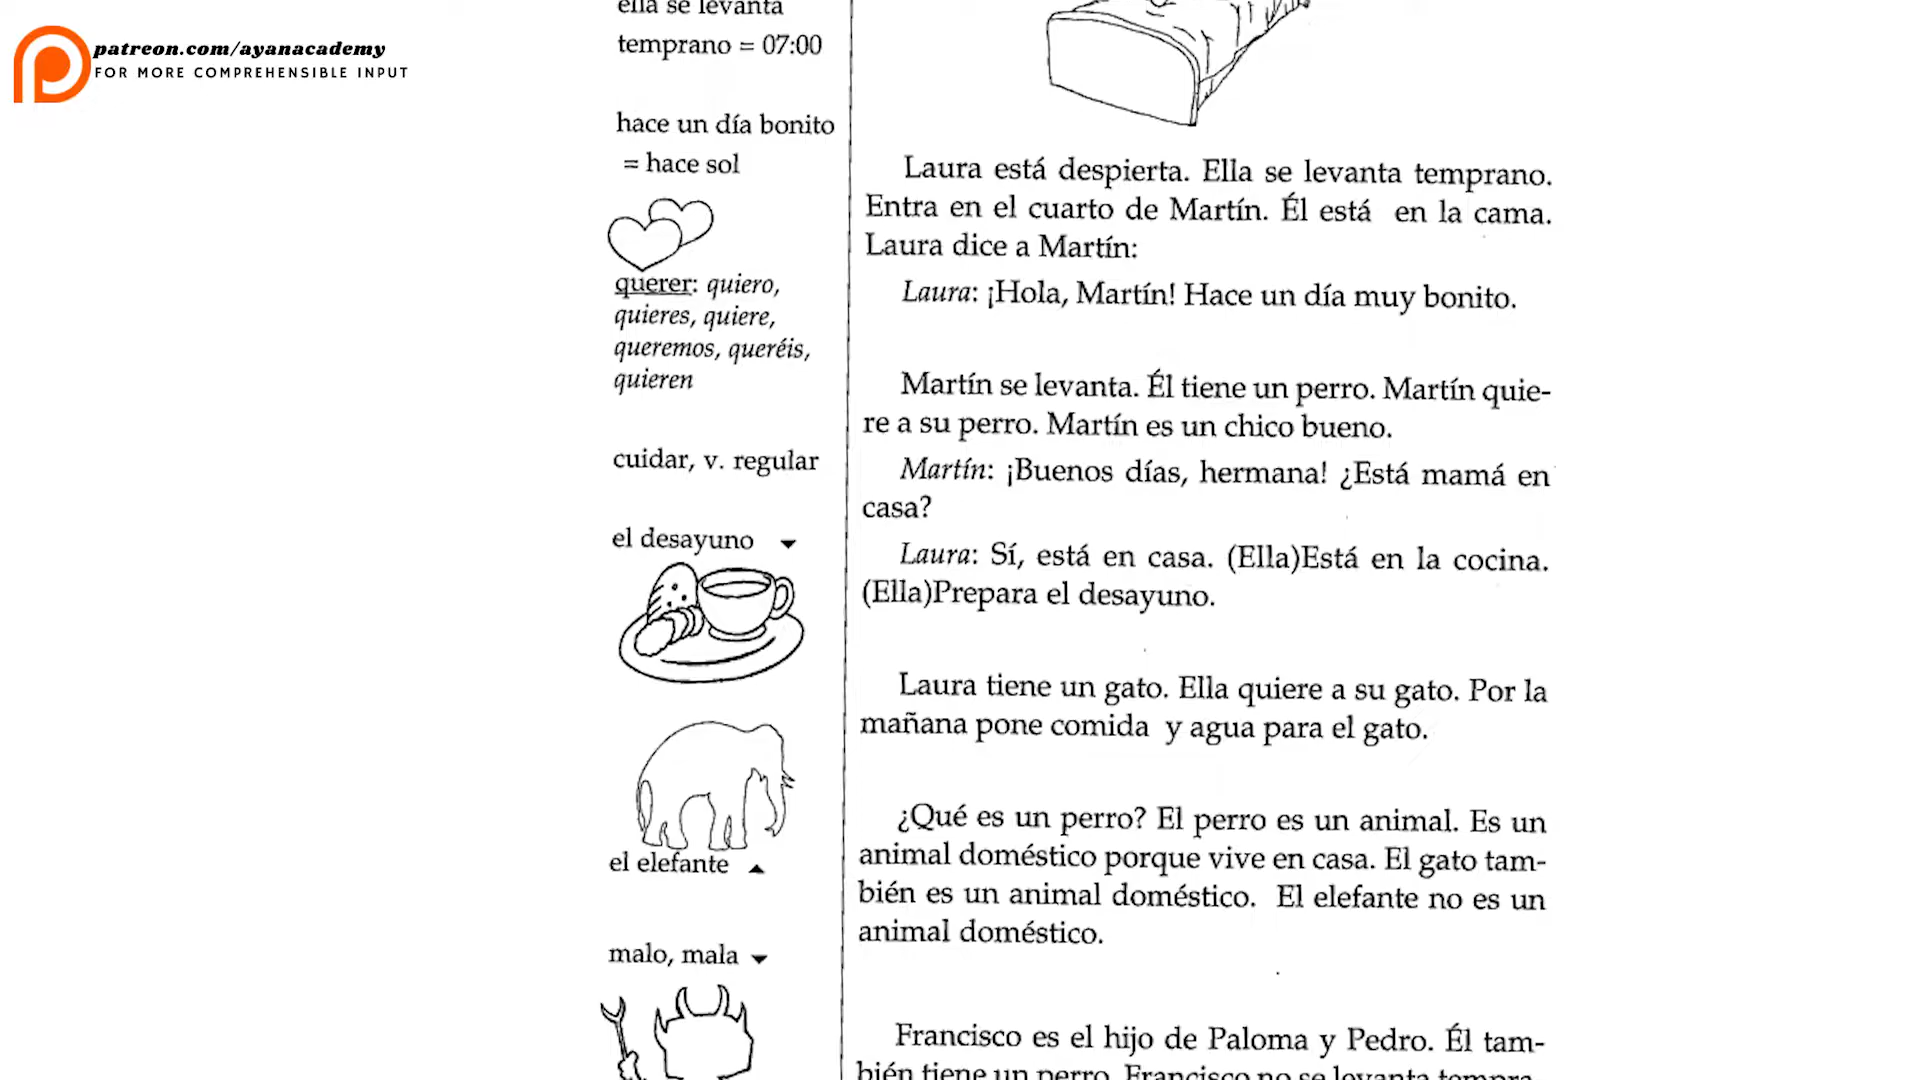 patreon.com/ayanacademy
FOR MORE COMPREHENSIBLE INPUT
ella se levanta
temprano = 07:00
hace un día bonito
= hace sol
querer: quiero,
quieres, quiere,
queremos, queréis,
quieren
cuidar, v. regular
el desayuno
el elefante
malo, mala
Laura está despierta. Ella se levanta temprano.
Entra en el cuarto de Martín. Él está en la cama.
Laura dice a Martín:
Laura: ¡Hola, Martín! Hace un día muy bonito.
Martín se levanta. Él tiene un perro. Martín quie-
re a su perro. Martín es un chico bueno.
Martín: ¡Buenos días, hermana! ¿Está mamá en
casa?
Laura: Sí, está en casa. (Ella)Está en la cocina.
(Ella)Prepara el desayuno.
Laura tiene un gato. Ella quiere a su gato. Por la
mañana pone comida y agua para el gato.
¿Qué es un perro? El perro es un animal. Es un
animal doméstico porque vive en casa. El gato tam-
bién es un animal doméstico. El elefante no es un
animal doméstico.
Francisco es el hijo de Paloma y Pedro. Él tam-
bién tiene un perro. Francisco no se levanta tempra-